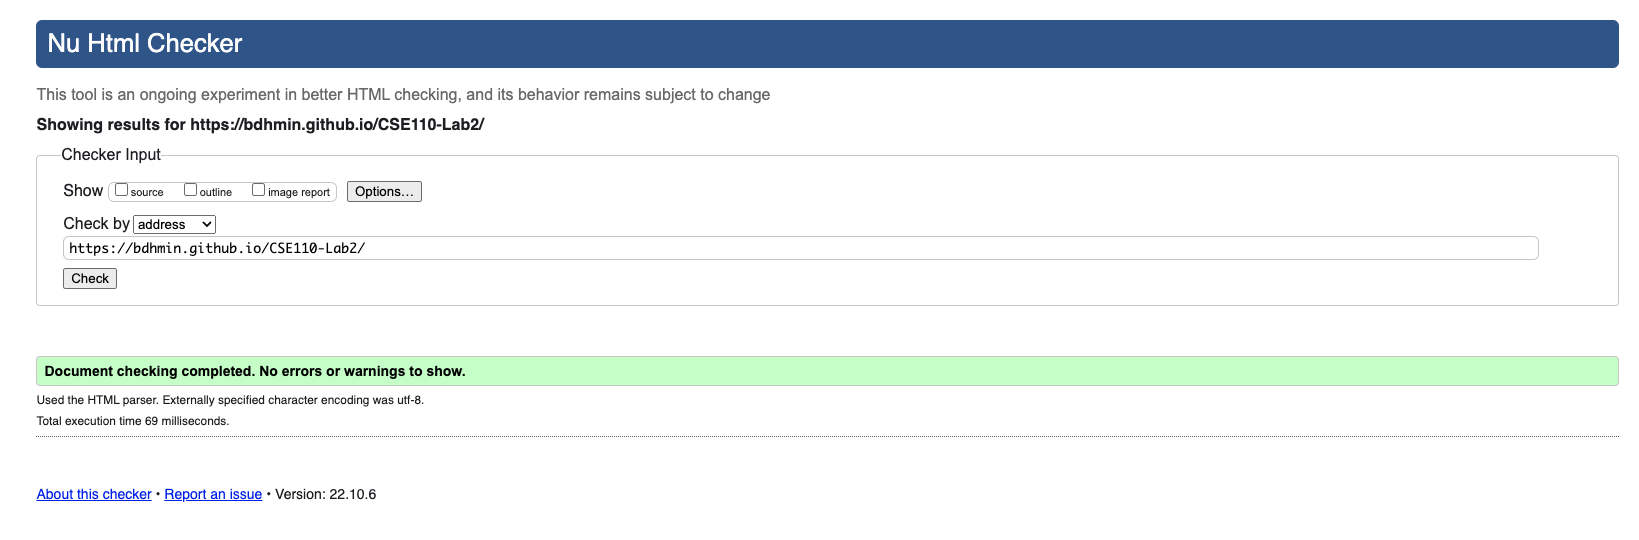 Nu Html Checker
This tool is an ongoing experiment in better HTML checking, and its behavior remains subject to change
Showing results for https://bdhmin.github.io/CSE110-Lab2/
Checker Input
Show source outline image report Options...
Check by address
https://bdhmin.github.io/CSE110-Lab2/
Check
Document checking completed. No errors or warnings to show.
Used the HTML parser. Externally specified character encoding was utf-8.
Total execution time 69 milliseconds.
About this checker • Report an issue • Version: 22.10.6